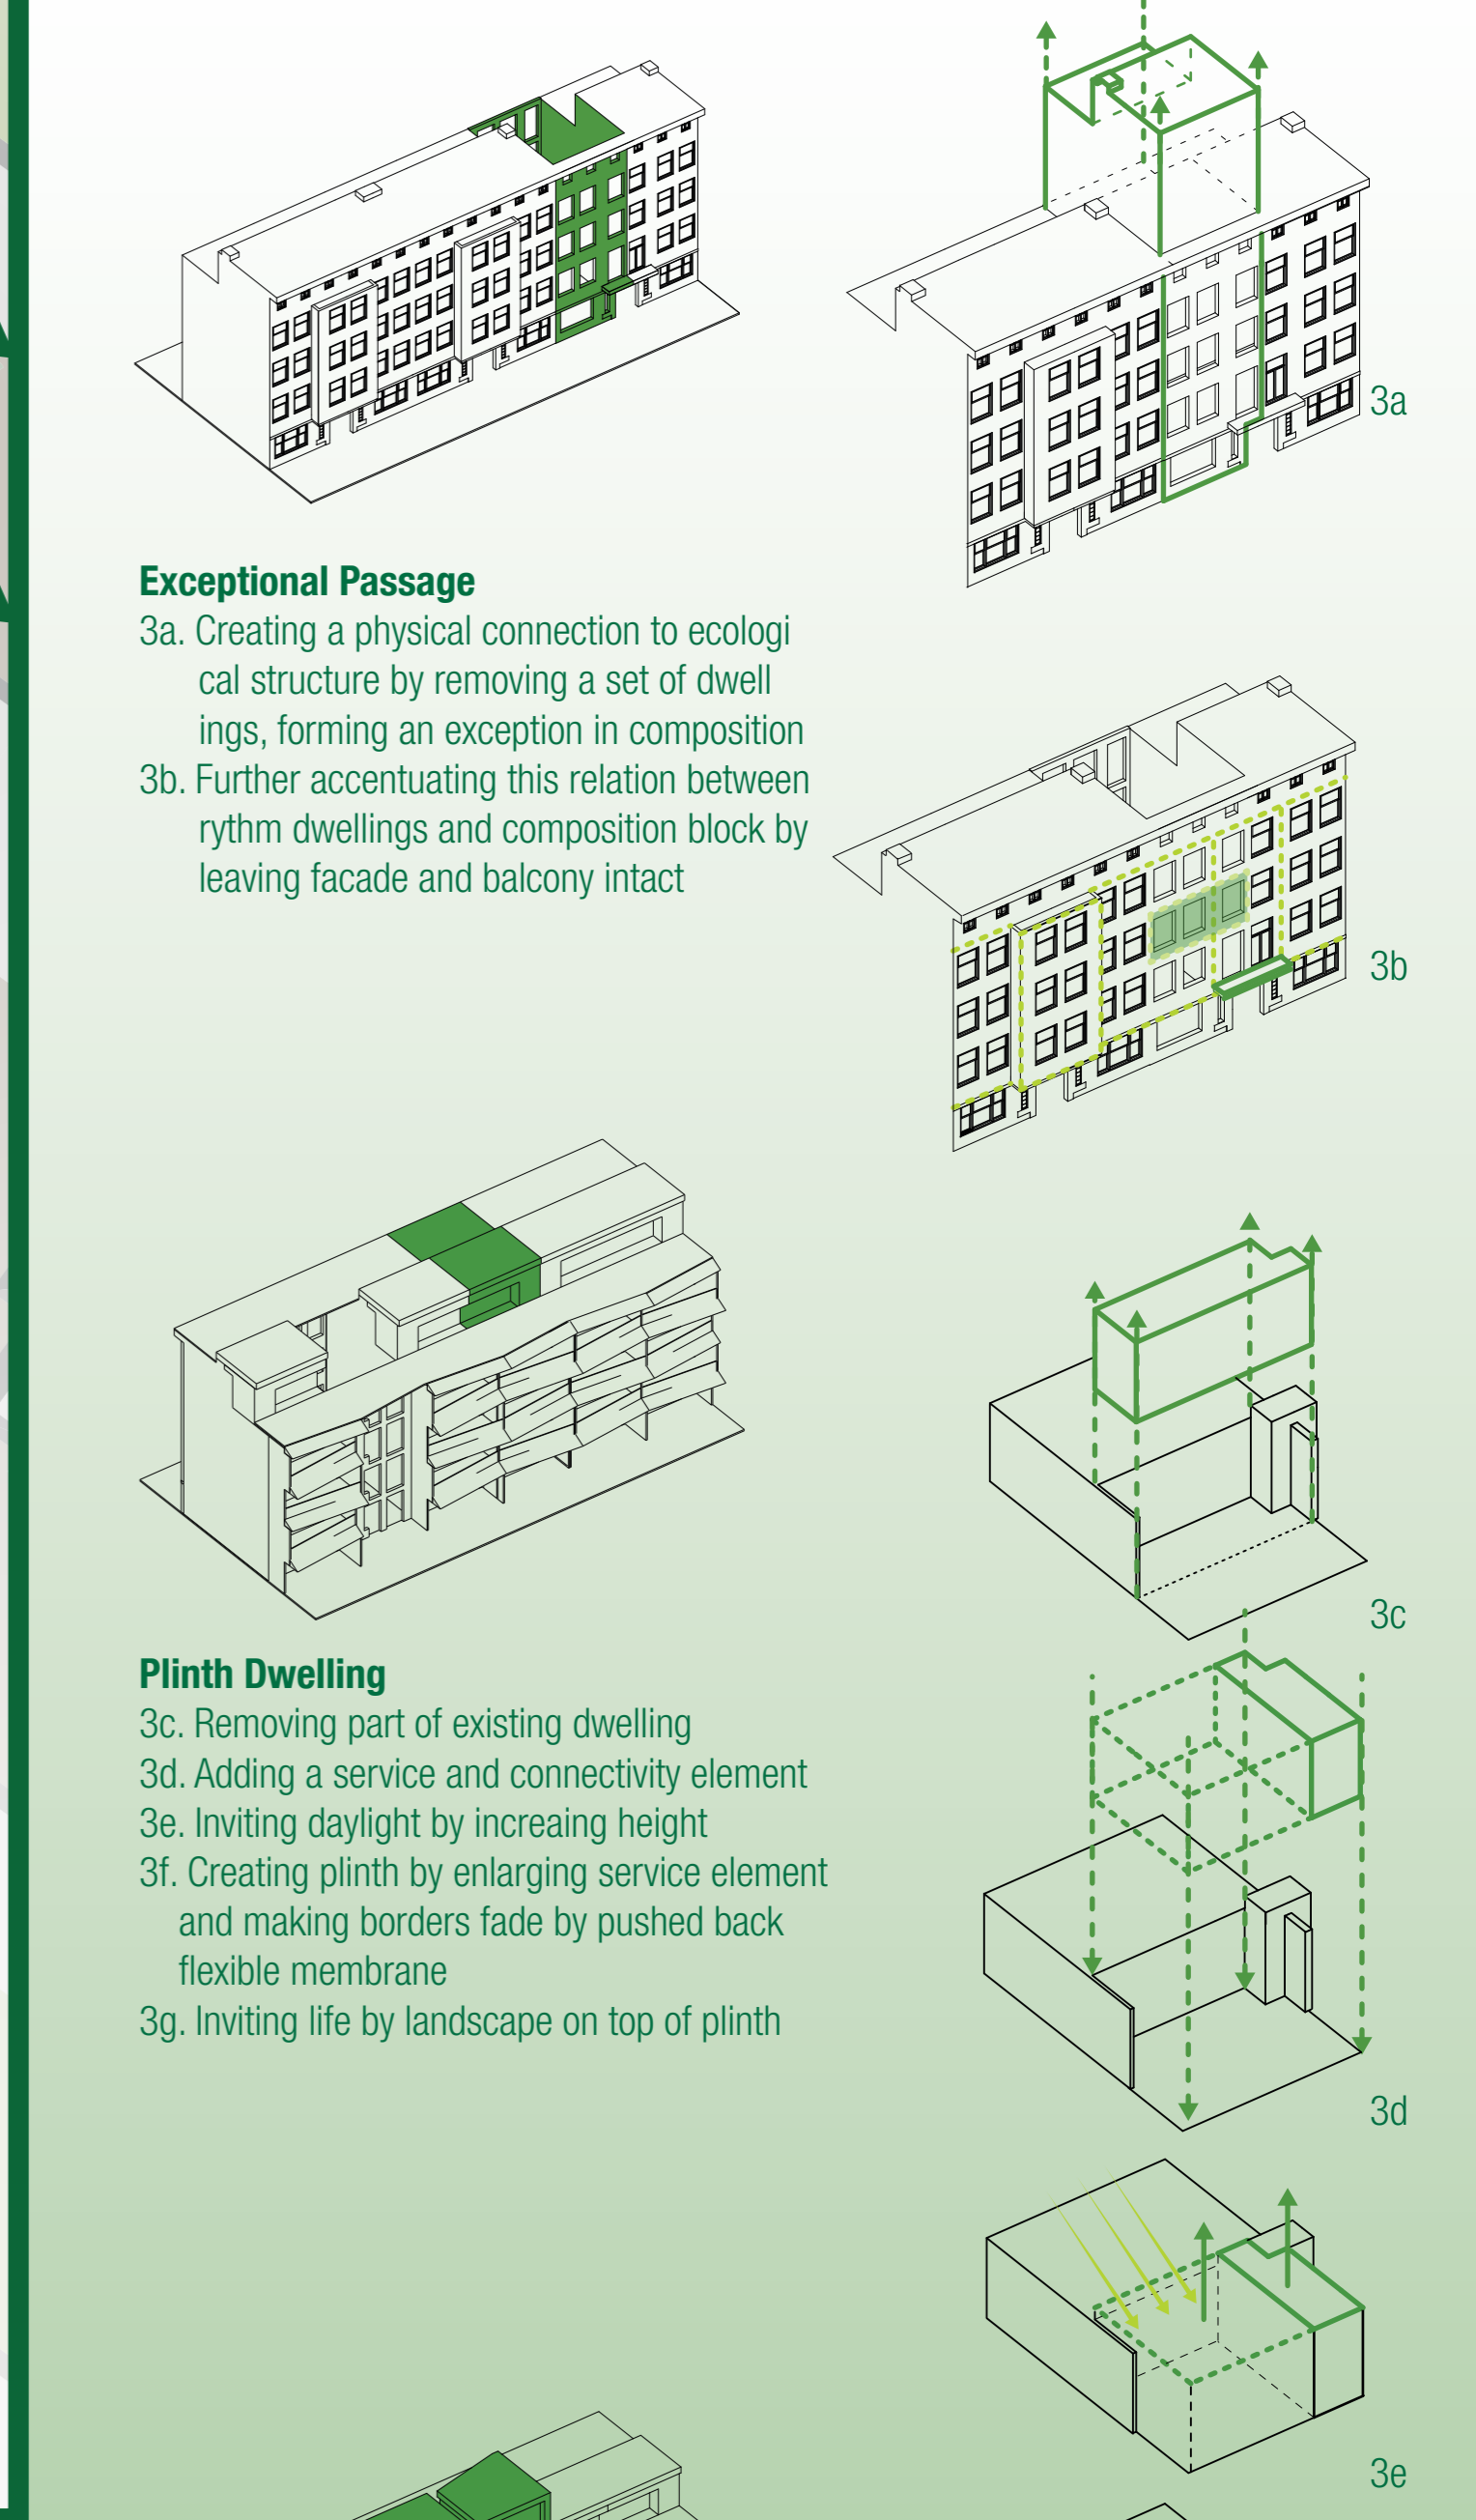 3a
Exceptional Passage
3a. Creating a physical connection to ecologi
cal structure by removing a set of dwell
ings, forming an exception in composition
3b. Further accentuating this relation between
rythm dwellings and composition block by
leaving facade and balcony intact
3b
3c
Plinth Dwelling
3c. Removing part of existing dwelling
3d. Adding a service and connectivity element
3e. Inviting daylight by increaing height
3f. Creating plinth by enlarging service element
and making borders fade by pushed back
flexible membrane
3g. Inviting life by landscape on top of plinth
3d
3e